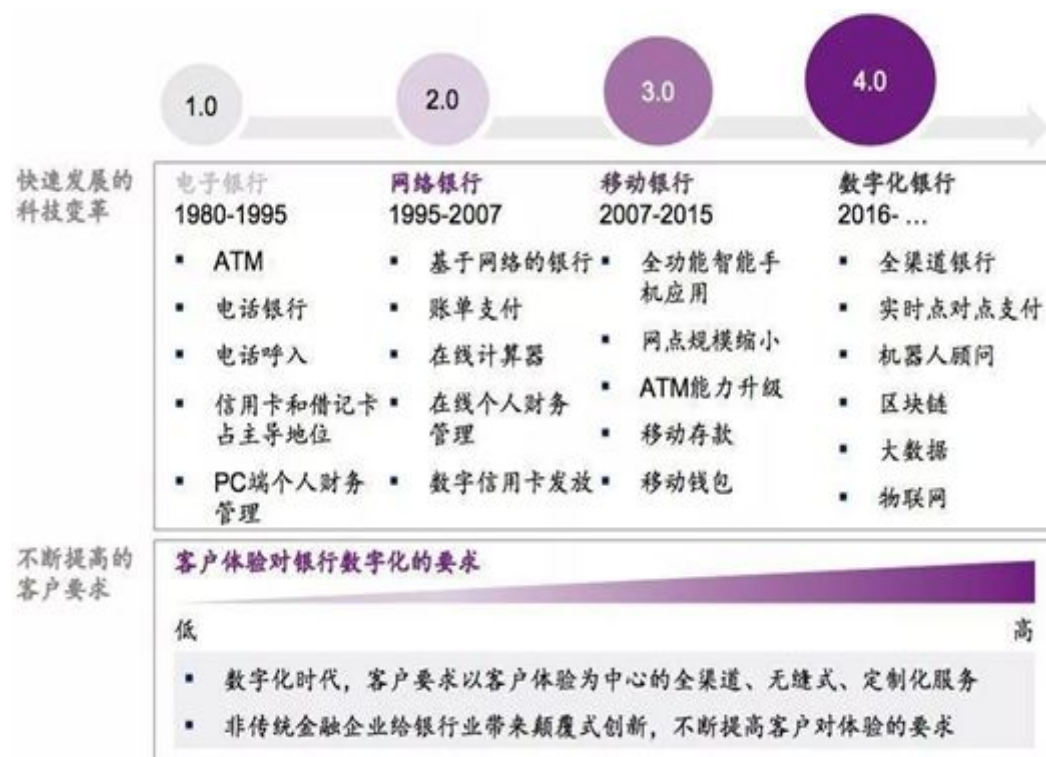 1.0
2.0
3.0
4.0
快速发展的
科技变革
电子银行
1980-1995
ATM
电话银行
电话呼入
信用卡和借记卡
占主导地位
PC端个人财务
管理
网络银行
1995-2007
基于网络的银行
账单支付
在线计算器
在线个人财务
管理
数字信用卡发放
移动银行
2007-2015
全功能智能手
机应用
网点规模缩小
ATM能力升级
移动存款
移动钱包
数字化银行
2016- ...
全渠道银行
实时点对点支付
机器人顾问
区块链
大数据
物联网
不断提高的
客户要求
客户体验对银行数字化的要求
低
高
数字化时代，客户要求以客户体验为中心的全渠道、无缝式、定制化服务
非传统金融企业给银行业带来颠覆式创新，不断提高客户对体验的要求